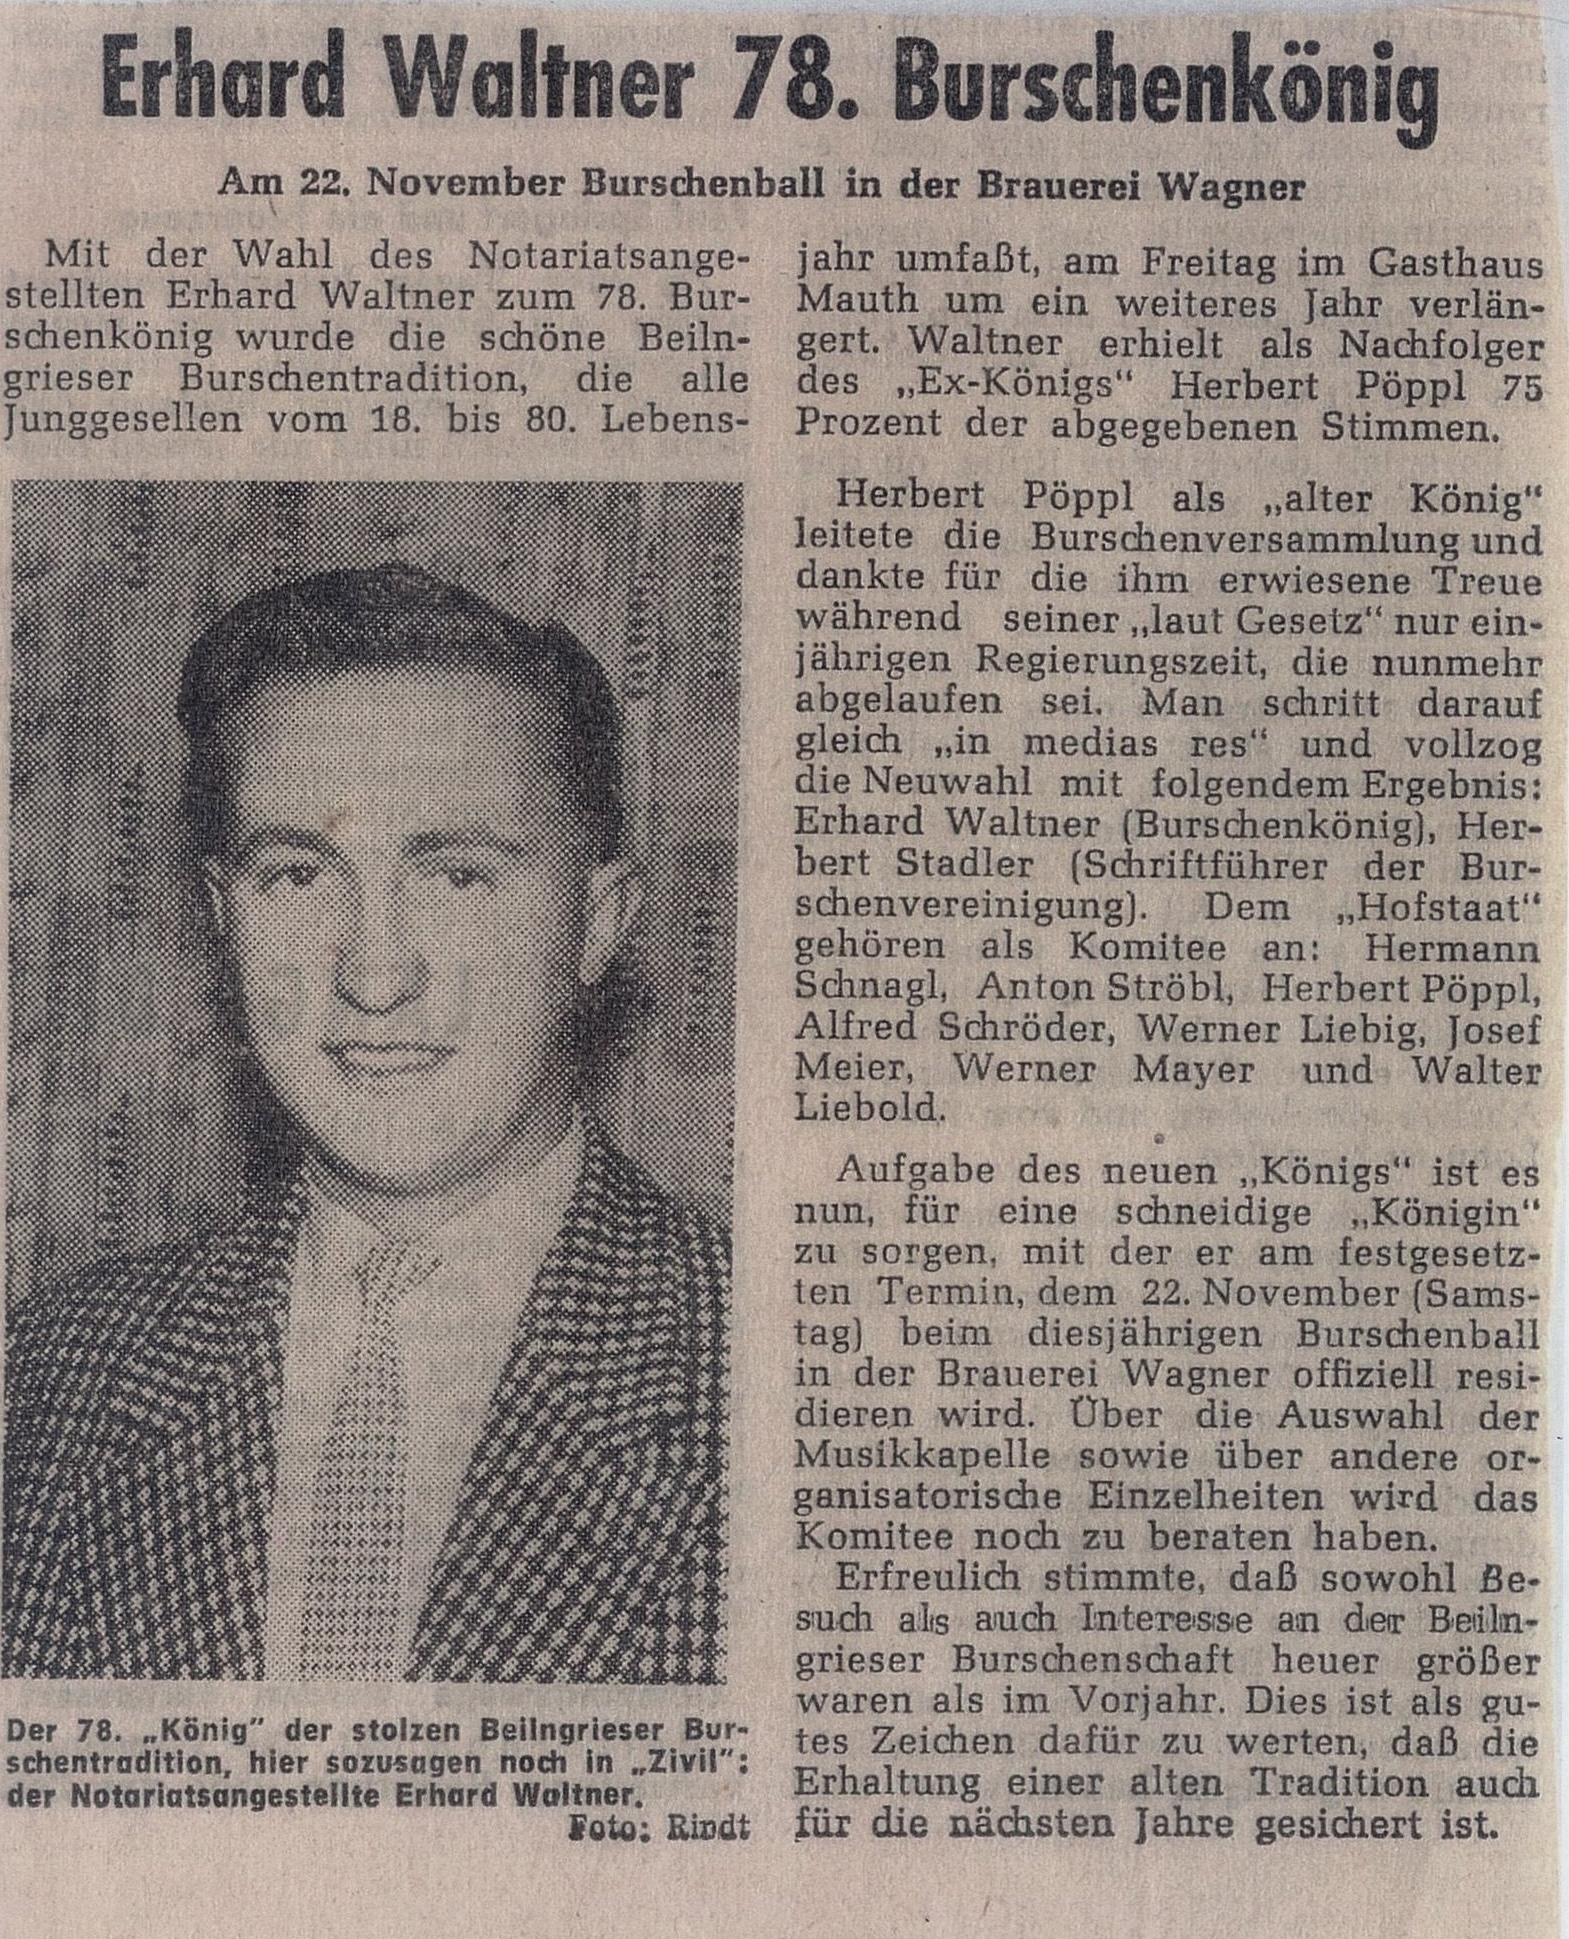 Erhard Waltner 78. Burschenkönig
Am 22. November Burschenball in der Brauerei Wagner
Mit der Wahl des Notariatsange-
stellten Erhard Waltner zum 78. Bur-
schenkönig wurde die schöne Beiln-
grieser Burschentradition, die alle
Junggesellen vom 18. bis 80. Lebens-
jahr umfaßt, am Freitag im Gasthaus
Mauth um ein weiteres Jahr verlän-
gert. Waltner erhielt als Nachfolger
des „Ex-Königs“ Herbert Pöppl 75
Prozent der abgegebenen Stimmen.
Herbert Pöppl als „alter König“
leitete die Burschenversammlung und
dankte für die ihm erwiesene Treue
während seiner „laut Gesetz“ nur ein-
jährigen Regierungszeit, die nunmehr
abgelaufen sei. Man schritt darauf
gleich „in medias res“ und vollzog
die Neuwahl mit folgendem Ergebnis:
Erhard Waltner (Burschenkönig), Her-
bert Stadler (Schriftführer der Bur-
schenvereinigung). Dem „Hofstaat“
gehören als Komitee an: Hermann
Schnagl, Anton Ströbl, Herbert Pöppl,
Alfred Schröder, Werner Liebig, Josef
Meier, Werner Mayer und Walter
Liebold.
Aufgabe des neuen „Königs“ ist es
nun, für eine schneidige „Königin“
zu sorgen, mit der er am festgesetz-
ten Termin, dem 22. November (Sams-
tag) beim diesjährigen Burschenball
in der Brauerei Wagner offiziell resi-
dieren wird. Über die Auswahl der
Musikkapelle sowie über andere or-
ganisatorische Einzelheiten wird das
Komitee noch zu beraten haben.
Erfreulich stimmte, daß sowohl Be-
such als auch Interesse an der Beiln-
grieser Burschenschaft heuer größer
waren als im Vorjahr. Dies ist als gu-
tes Zeichen dafür zu werten, daß die
Erhaltung einer alten Tradition auch
für die nächsten Jahre gesichert ist.
Der 78. „König“ der stolzen Beilngrieser Bur-
schentradition, hier sozusagen noch in „Zivil“:
der Notariatsangestellte Erhard Waltner.
Foto: Rindt